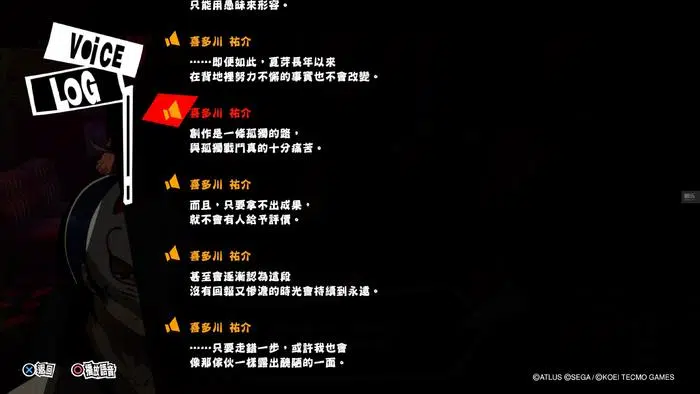 只能用愚昧來形容。
VOiCE
LOG
喜多川 祐介
……即便如此，夏芽長年以來
在背地裡努力不懈的事實也不會改變。
喜多川 祐介
創作是一條孤獨的路，
與孤獨戰鬥真的十分痛苦。
喜多川 祐介
而且，只要拿不出成果，
就不會有人給予評價。
喜多川 祐介
甚至會逐漸認為這段
沒有回報又慘澹的時光會持續到永遠。
喜多川 祐介
……只要走錯一步，或許我也會
像那傢伙一樣露出醜陋的一面。
返回
播放語音
©ATLUS ©SEGA / ©KOEI TECMO GAMES